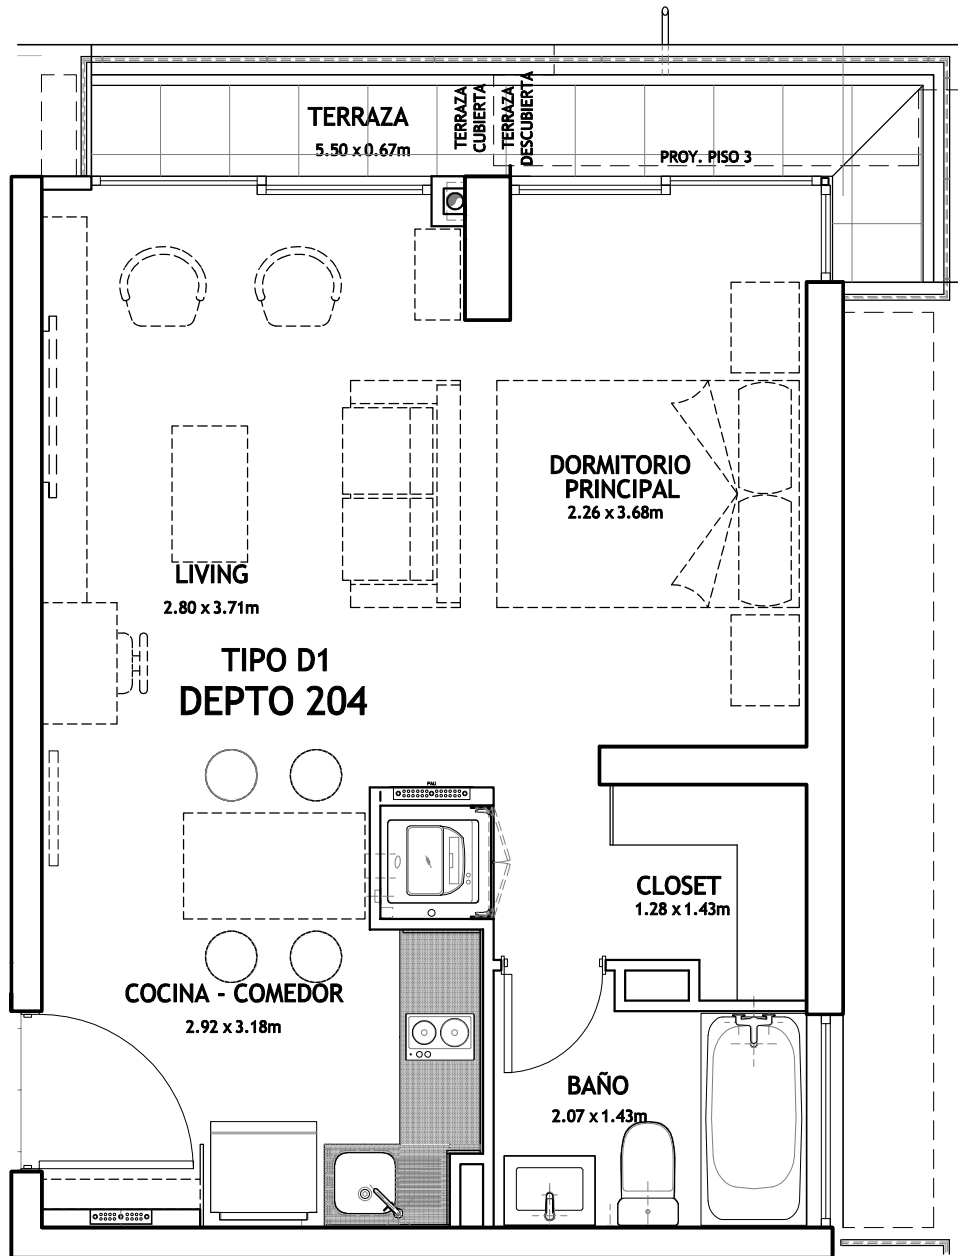 TERRAZA
5.50 x 0.67m
TERRAZA
CUBIERTA
TERRAZA
DESCUBIERTA
PROY. PISO 3
DORMITORIO
PRINCIPAL
2.26 x 3.68m
LIVING
2.80 x 3.71m
TIPO D1
DEPTO 204
PAU
CLOSET
1.28 x 1.43m
COCINA - COMEDOR
2.92 x 3.18m
BAÑO
2.07 x 1.43m